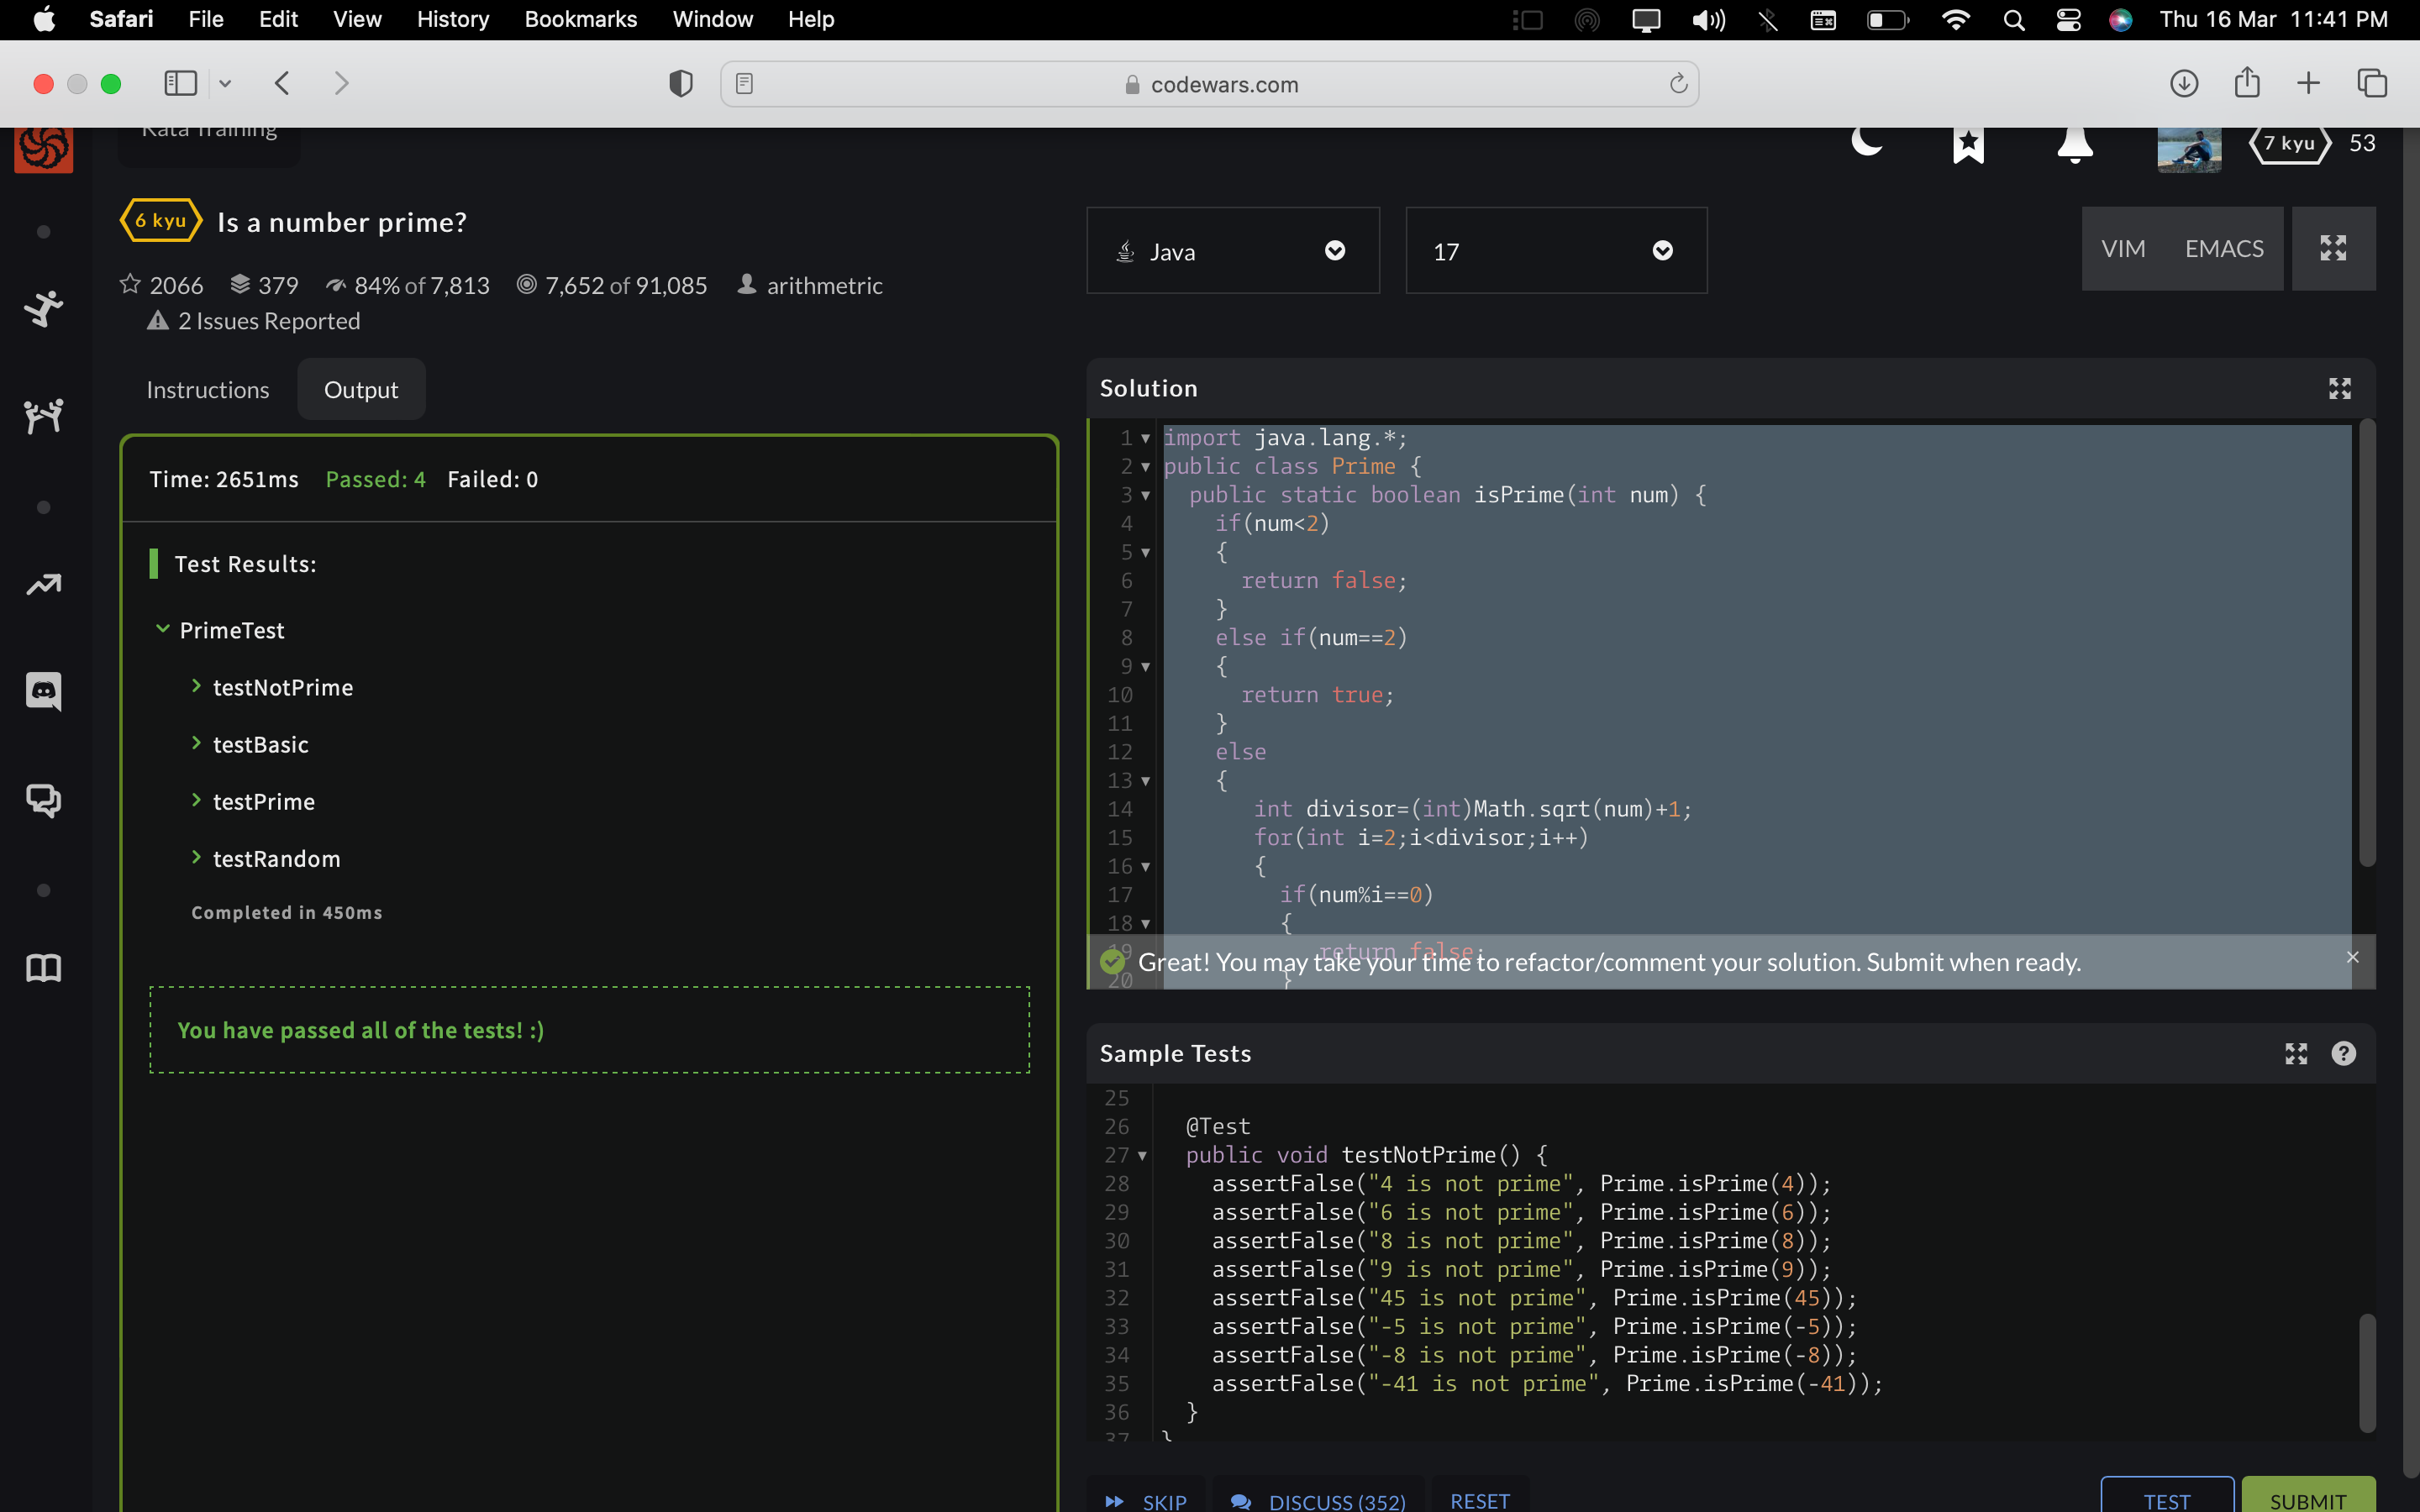 Safari File Edit View History Bookmarks Window Help Thu 16 Mar 11:41 PM
codewars.com
Kata Training
7 kyu 53
6 kyu Is a number prime?
2066 379 84% of 7,813 7,652 of 91,085 arithmetric
2 Issues Reported
Java 17 VIM EMACS
Instructions Output
Time: 2651ms Passed: 4 Failed: 0
Test Results:
PrimeTest
testNotPrime
testBasic
testPrime
testRandom
Completed in 450ms
You have passed all of the tests! :)
Solution
1 import java.lang.*;
2 public class Prime {
3 public static boolean isPrime(int num) {
4 if(num<2)
5 {
6 return false;
7 }
8 else if(num==2)
9 {
10 return true;
11 }
12 else
13 {
14 int divisor=(int)Math.sqrt(num)+1;
15 for(int i=2;i<divisor;i++)
16 {
17 if(num%i==0)
18 {
19 return false;
Great! You may take your time to refactor/comment your solution. Submit when ready.
20 }
Sample Tests
25
26 @Test
27 public void testNotPrime() {
28 assertFalse("4 is not prime", Prime.isPrime(4));
29 assertFalse("6 is not prime", Prime.isPrime(6));
30 assertFalse("8 is not prime", Prime.isPrime(8));
31 assertFalse("9 is not prime", Prime.isPrime(9));
32 assertFalse("45 is not prime", Prime.isPrime(45));
33 assertFalse("-5 is not prime", Prime.isPrime(-5));
34 assertFalse("-8 is not prime", Prime.isPrime(-8));
35 assertFalse("-41 is not prime", Prime.isPrime(-41));
36 }
37 }
SKIP DISCUSS (352) RESET TEST SUBMIT